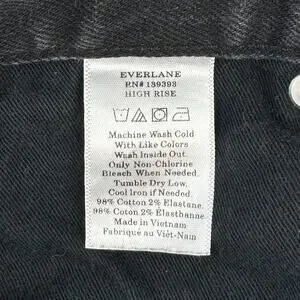 EVERLANE
RN# 139393
HIGH RISE
Machine Wash Cold
With Like Colors
Wash Inside Out.
Only Non-Chlorine
Bleach When Needed.
Tumble Dry Low,
Cool Iron if Needed.
98% Cotton 2% Elastane.
98% Coton 2% Elasthanne
Made in Vietnam
Fabriqué au Viêt-Nam